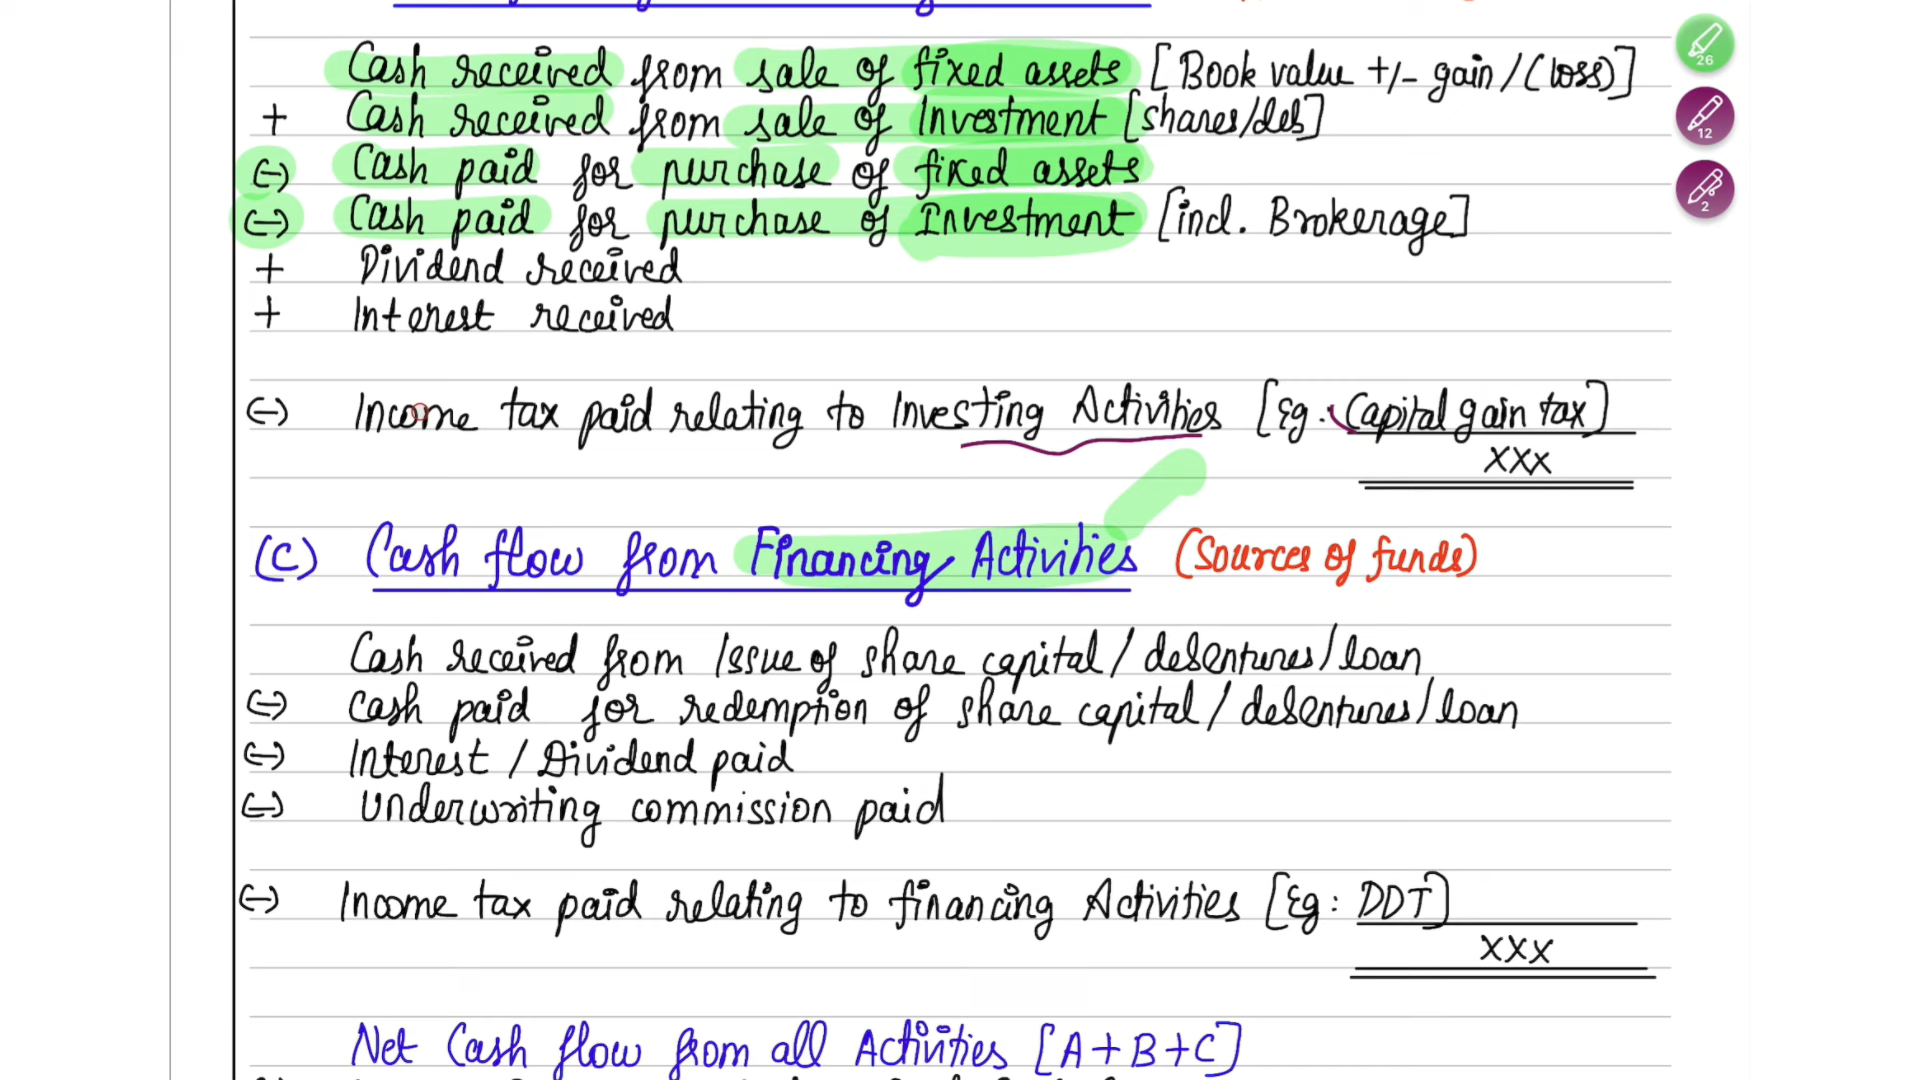 Cash received from sale of fixed assets [Book value +/- gain/(loss)]
+ Cash received from sale of Investment [shares/deb]
(-) Cash paid for purchase of fixed assets
(-) Cash paid for purchase of Investment [incl. Brokerage]
+ Dividend received
+ Interest received
(-) Income tax paid relating to Investing Activities [Eg. Capital gain tax]
XXX
(C) Cash flow from Financing Activities (Sources of funds)
Cash received from Issue of share capital/debentures/loan
(-) Cash paid for redemption of share capital/debentures/loan
(-) Interest / Dividend paid
(-) Underwriting commission paid
(-) Income tax paid relating to financing Activities [Eg: DDT]
XXX
Net Cash flow from all Activities [A+B+C]
26
12
2